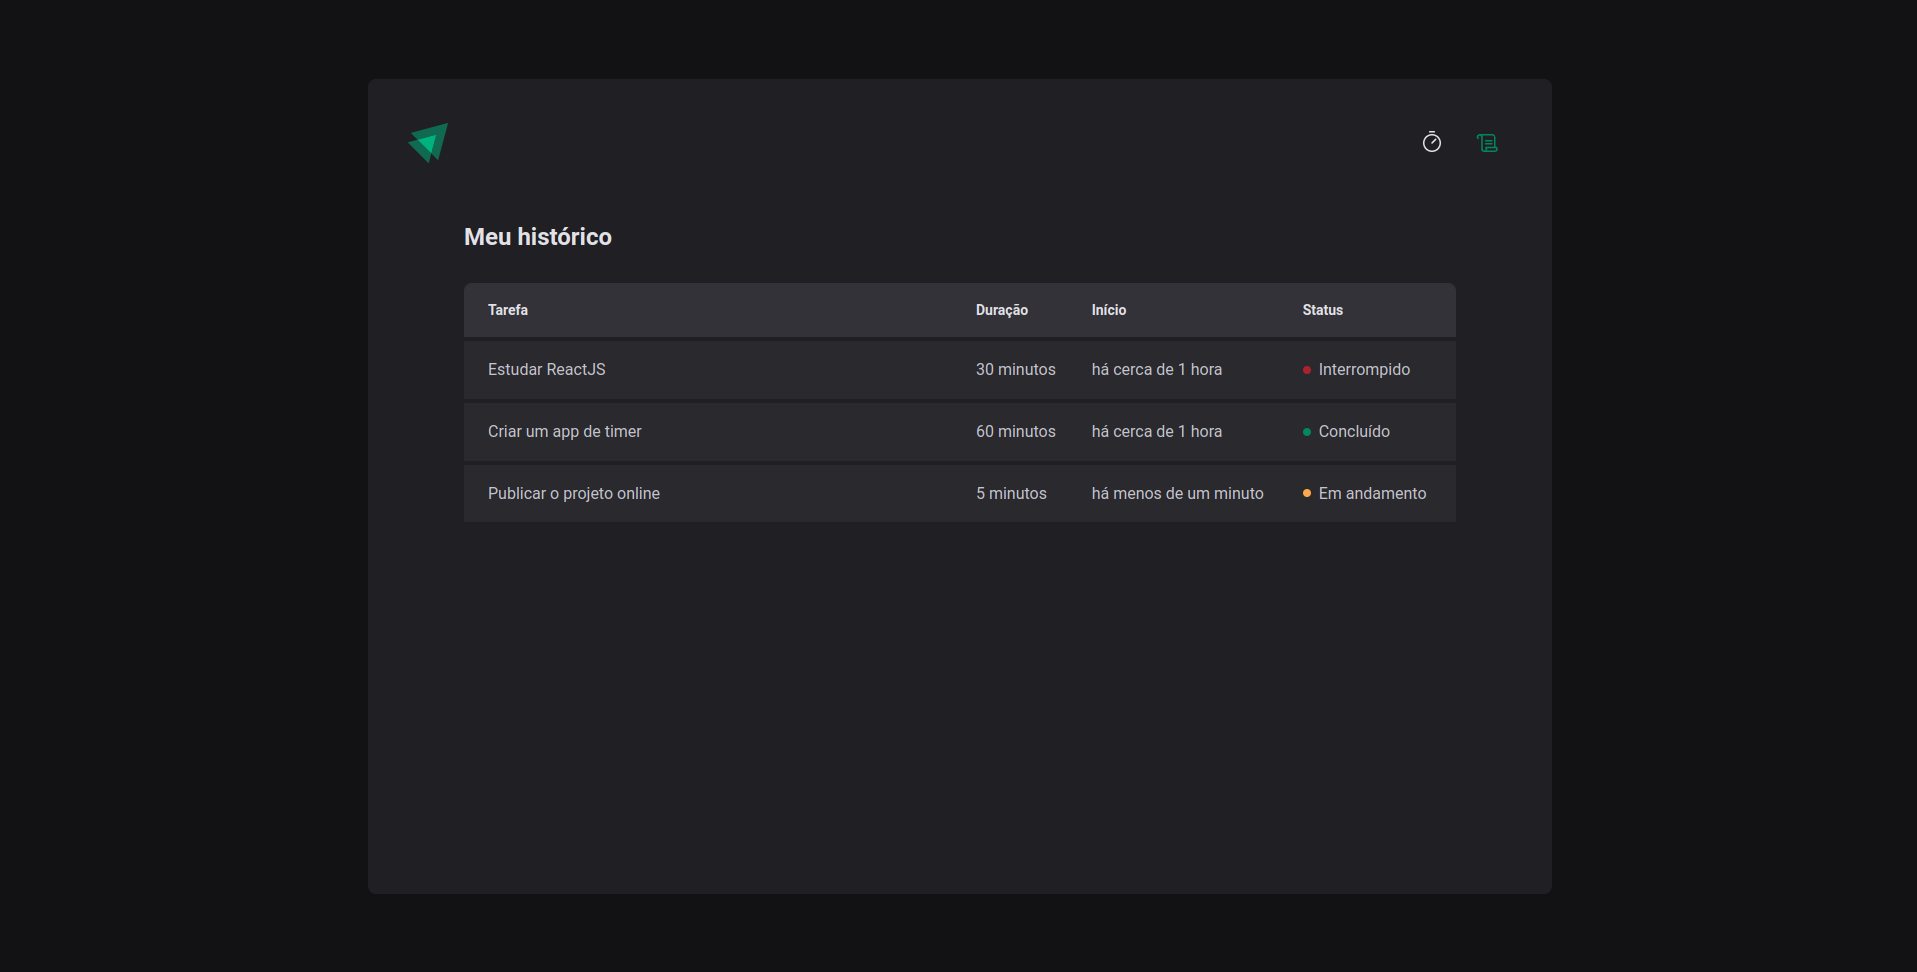 Meu histórico
Tarefa Duração Início Status
Estudar ReactJS 30 minutos há cerca de 1 hora Interrompido
Criar um app de timer 60 minutos há cerca de 1 hora Concluído
Publicar o projeto online 5 minutos há menos de um minuto Em andamento